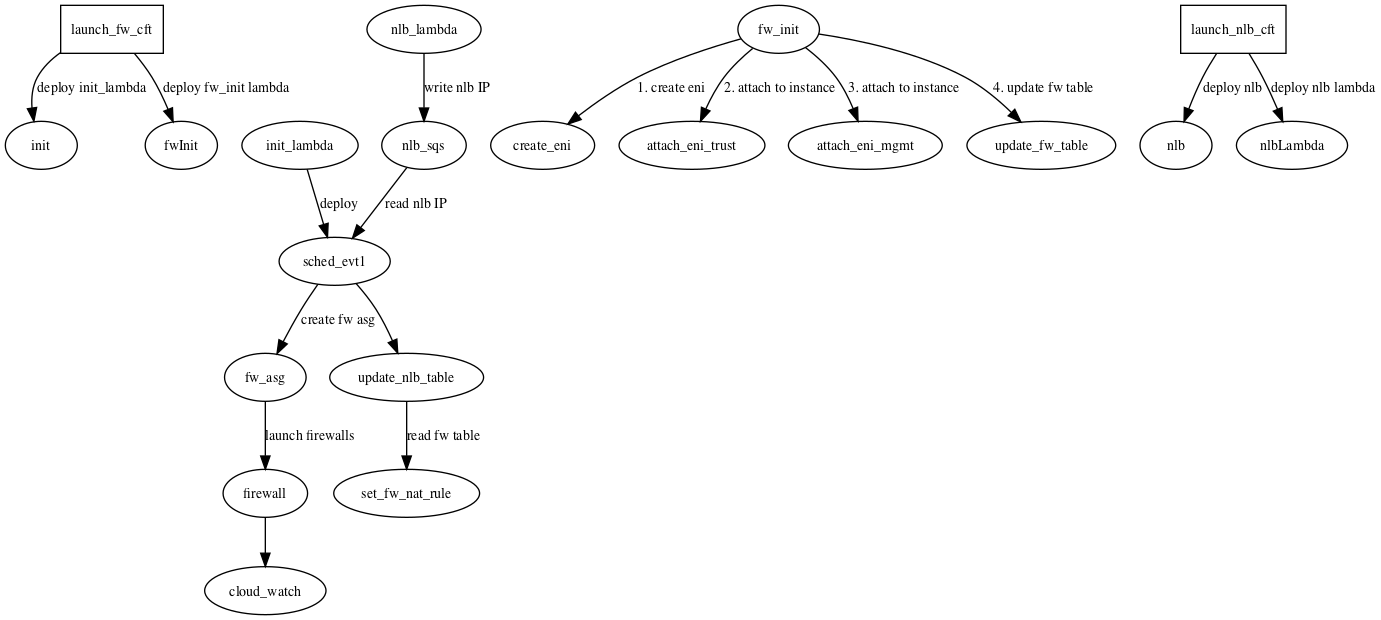 launch_fw_cft
nlb_lambda
fw_init
launch_nlb_cft
deploy init_lambda
deploy fw_init lambda
write nlb IP
1. create eni
2. attach to instance
3. attach to instance
4. update fw table
deploy nlb
deploy nlb lambda
init
fwInit
init_lambda
nlb_sqs
create_eni
attach_eni_trust
attach_eni_mgmt
update_fw_table
nlb
nlbLambda
deploy
read nlb IP
sched_evt1
create fw asg
fw_asg
update_nlb_table
launch firewalls
read fw table
firewall
set_fw_nat_rule
cloud_watch